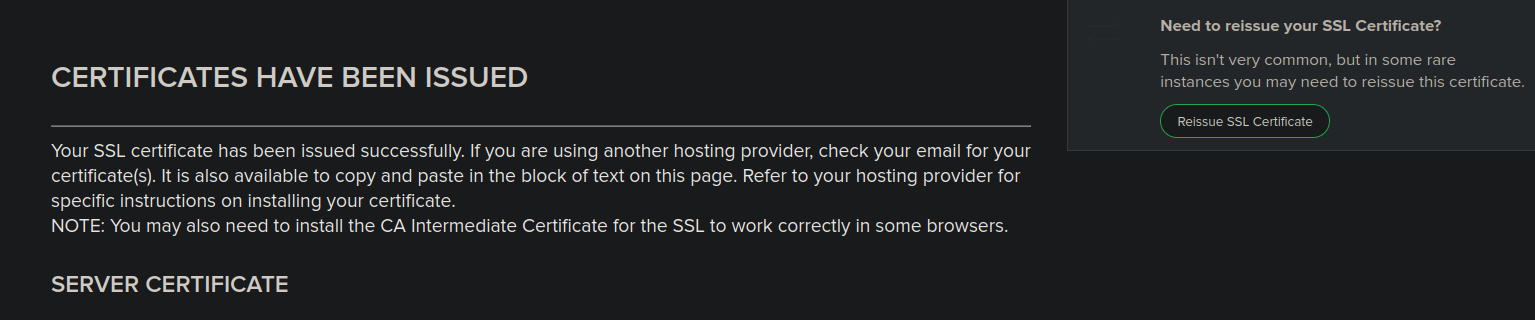 CERTIFICATES HAVE BEEN ISSUED
Your SSL certificate has been issued successfully. If you are using another hosting provider, check your email for your
certificate(s). It is also available to copy and paste in the block of text on this page. Refer to your hosting provider for
specific instructions on installing your certificate.
NOTE: You may also need to install the CA Intermediate Certificate for the SSL to work correctly in some browsers.
SERVER CERTIFICATE
Need to reissue your SSL Certificate?
This isn't very common, but in some rare
instances you may need to reissue this certificate.
Reissue SSL Certificate